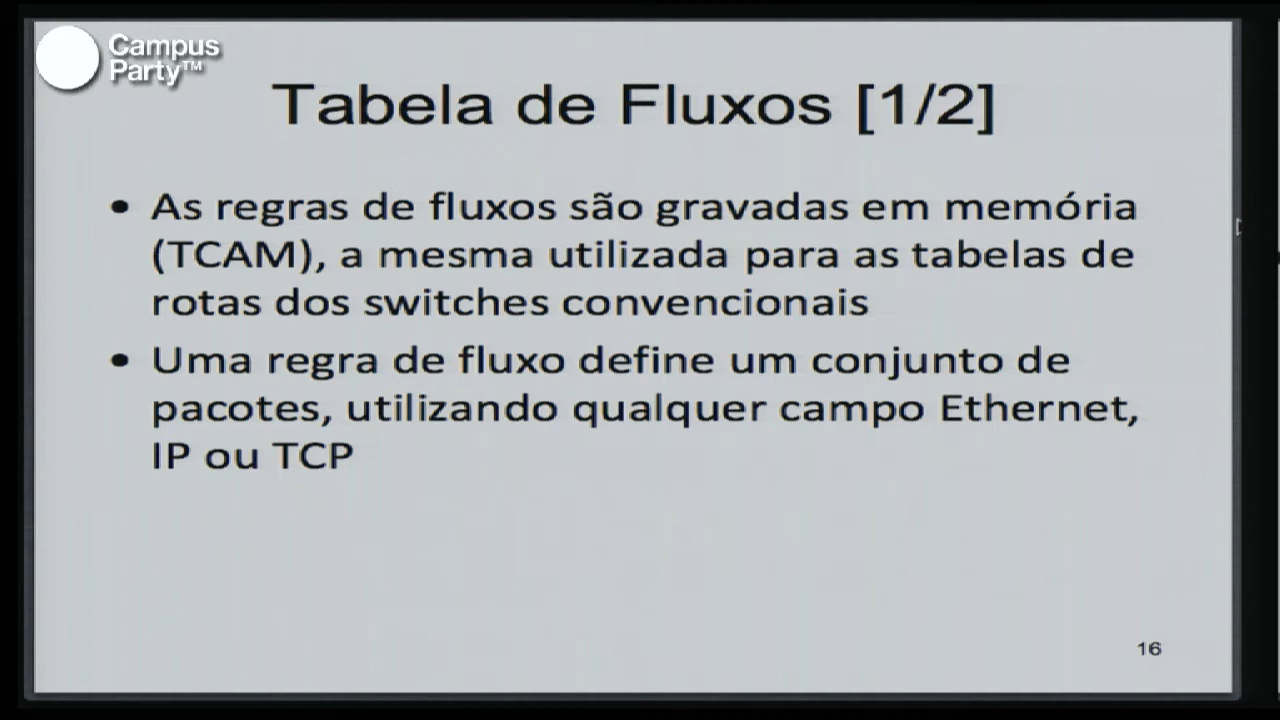 Campus
Party™
Tabela de Fluxos [1/2]
• As regras de fluxos são gravadas em memória
(TCAM), a mesma utilizada para as tabelas de
rotas dos switches convencionais
• Uma regra de fluxo define um conjunto de
pacotes, utilizando qualquer campo Ethernet,
IP ou TCP
16